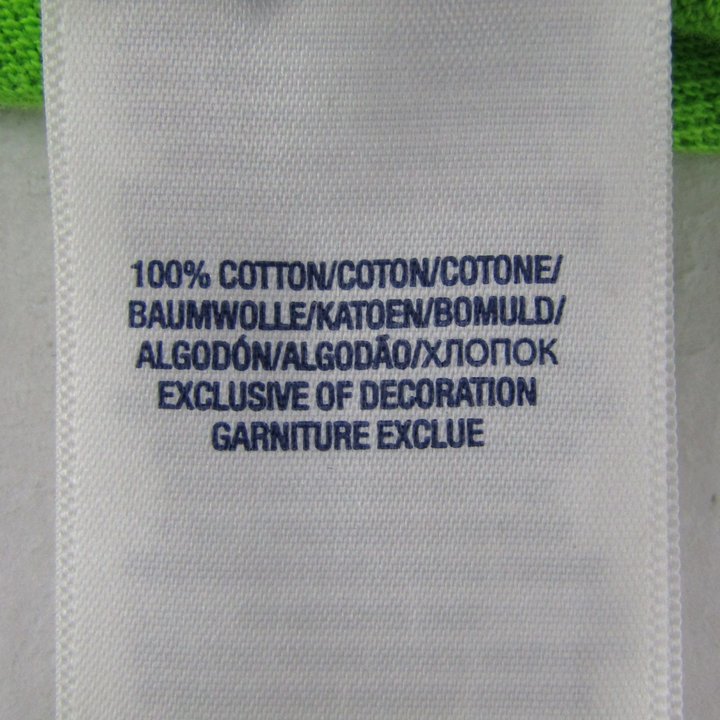 100% COTTON/COTON/COTONE/
BAUMWOLLE/KATOEN/BOMULD/
ALGODÓN/ALGODÃO/ХЛОПОК
EXCLUSIVE OF DECORATION
GARNITURE EXCLUE